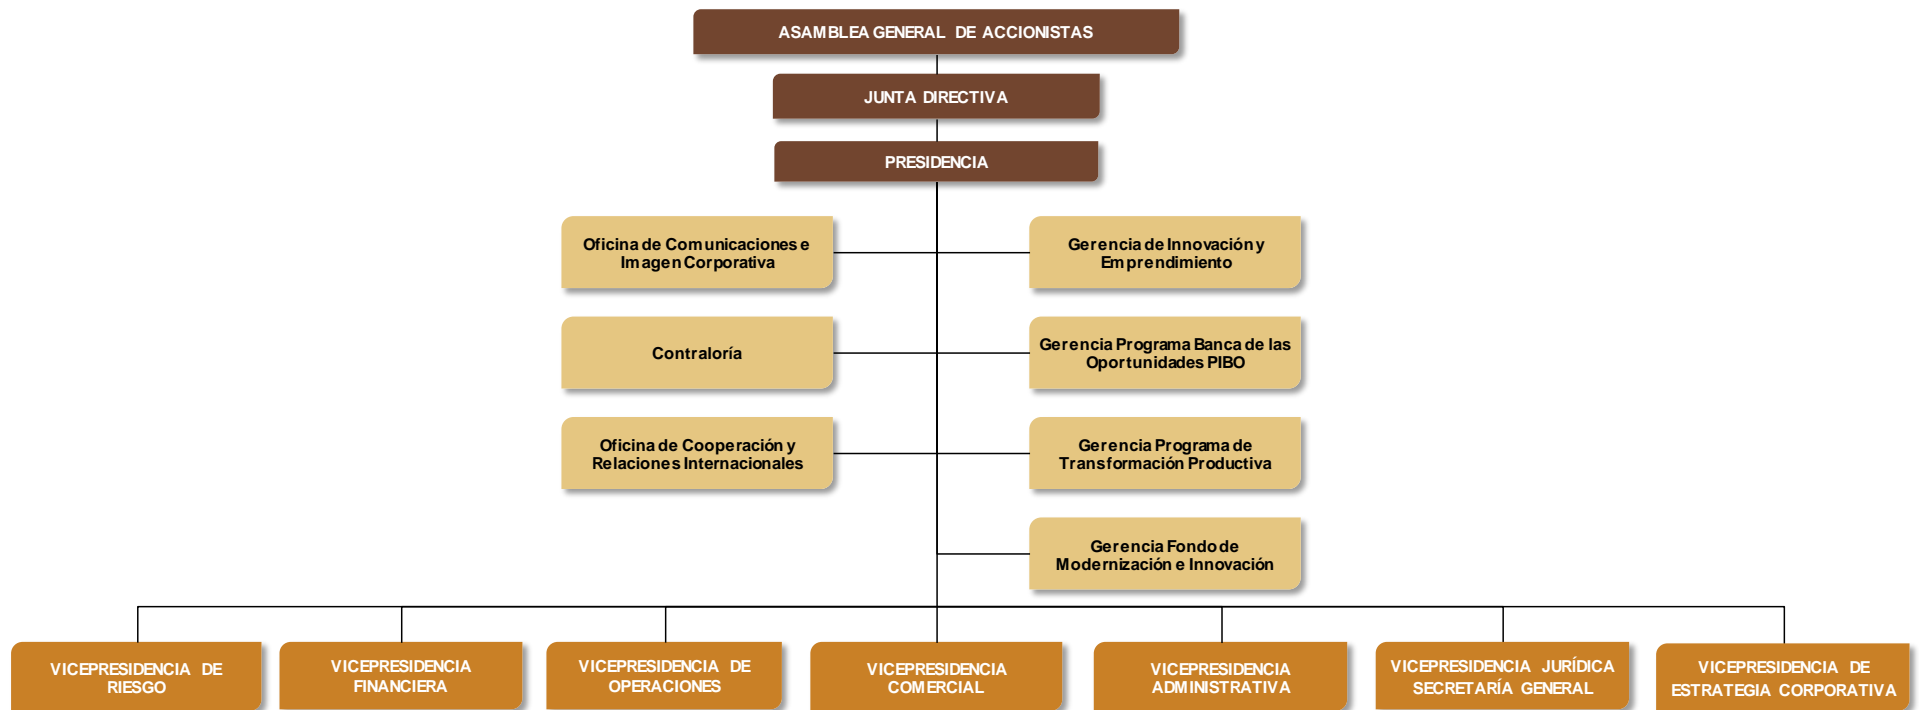 ASAMBLEA GENERAL DE ACCIONISTAS
JUNTA DIRECTIVA
PRESIDENCIA
Oficina de Comunicaciones e
Imagen Corporativa
Gerencia de Innovación y
Emprendimiento
Contraloría
Gerencia Programa Banca de las
Oportunidades PIBO
Oficina de Cooperación y
Relaciones Internacionales
Gerencia Programa de
Transformación Productiva
Gerencia Fondo de
Modernización e Innovación
VICEPRESIDENCIA DE
RIESGO
VICEPRESIDENCIA
FINANCIERA
VICEPRESIDENCIA DE
OPERACIONES
VICEPRESIDENCIA
COMERCIAL
VICEPRESIDENCIA
ADMINISTRATIVA
VICEPRESIDENCIA JURÍDICA
SECRETARÍA GENERAL
VICEPRESIDENCIA DE
ESTRATEGIA CORPORATIVA